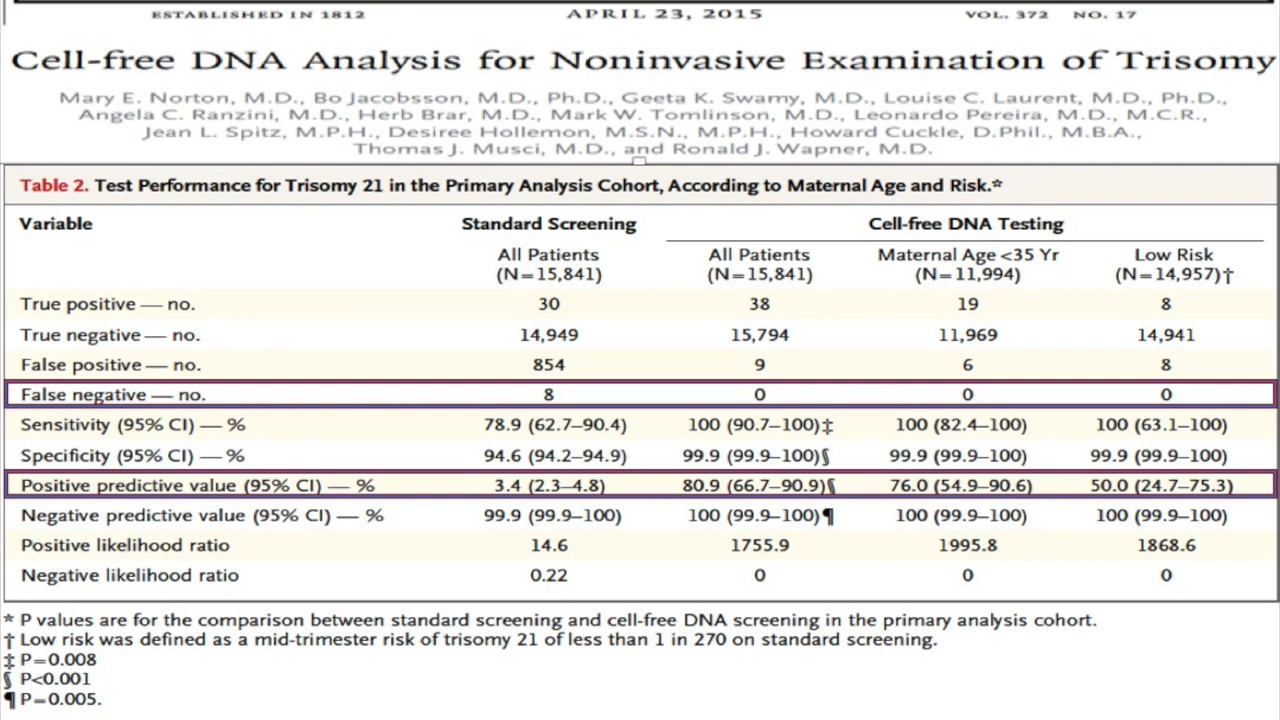 ESTABLISHED IN 1812 APRIL 23, 2015 VOL. 372 NO. 17
Cell-free DNA Analysis for Noninvasive Examination of Trisomy
Mary E. Norton, M.D., Bo Jacobsson, M.D., Ph.D., Geeta K. Swamy, M.D., Louise C. Laurent, M.D., Ph.D.,
Angela C. Ranzini, M.D., Herb Brar, M.D., Mark W. Tomlinson, M.D., Leonardo Pereira, M.D., M.C.R.,
Jean L. Spitz, M.P.H., Desiree Hollemon, M.S.N., M.P.H., Howard Cuckle, D.Phil., M.B.A.,
Thomas J. Musci, M.D., and Ronald J. Wapner, M.D.
Table 2. Test Performance for Trisomy 21 in the Primary Analysis Cohort, According to Maternal Age and Risk.*
Variable Standard Screening Cell-free DNA Testing
All Patients All Patients Maternal Age <35 Yr Low Risk
(N=15,841) (N=15,841) (N=11,994) (N=14,957)†
True positive — no. 30 38 19 8
True negative — no. 14,949 15,794 11,969 14,941
False positive — no. 854 9 6 8
False negative — no. 8 0 0 0
Sensitivity (95% CI) — % 78.9 (62.7–90.4) 100 (90.7–100)‡ 100 (82.4–100) 100 (63.1–100)
Specificity (95% CI) — % 94.6 (94.2–94.9) 99.9 (99.9–100)§ 99.9 (99.9–100) 99.9 (99.9–100)
Positive predictive value (95% CI) — % 3.4 (2.3–4.8) 80.9 (66.7–90.9)§ 76.0 (54.9–90.6) 50.0 (24.7–75.3)
Negative predictive value (95% CI) — % 99.9 (99.9–100) 100 (99.9–100)¶ 100 (99.9–100) 100 (99.9–100)
Positive likelihood ratio 14.6 1755.9 1995.8 1868.6
Negative likelihood ratio 0.22 0 0 0
* P values are for the comparison between standard screening and cell-free DNA screening in the primary analysis cohort.
† Low risk was defined as a mid-trimester risk of trisomy 21 of less than 1 in 270 on standard screening.
‡ P=0.008
§ P<0.001
¶ P=0.005.